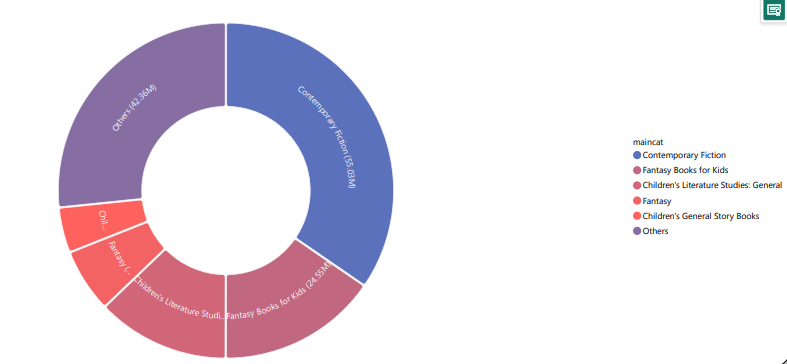 Contemporary Fiction (55.03M)
Fantasy Books for Kids (24.55M)
Children's Literature Studi...
Fantasy (...
Chil...
Others (42.36M)
maincat
Contemporary Fiction
Fantasy Books for Kids
Children's Literature Studies: General
Fantasy
Children's General Story Books
Others